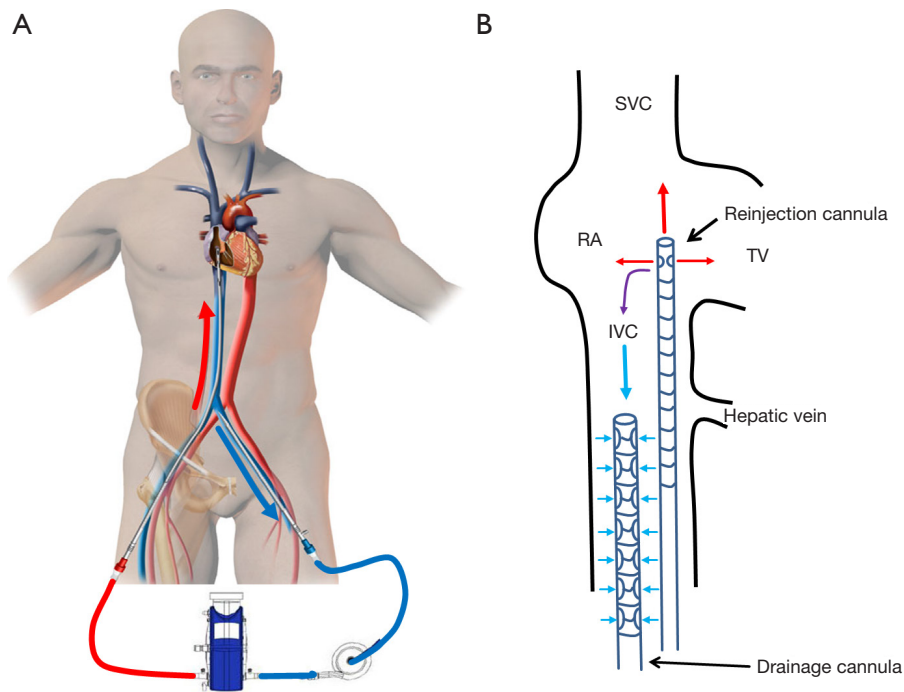 A
B
SVC
Reinjection cannula
RA
TV
IVC
Hepatic vein
Drainage cannula